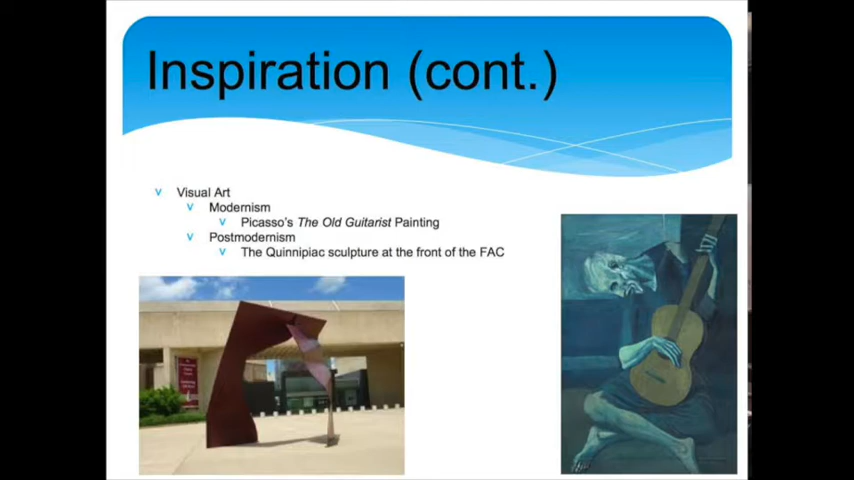 Inspiration (cont.)
Visual Art
Modernism
Picasso's The Old Guitarist Painting
Postmodernism
The Quinnipiac sculpture at the front of the FAC